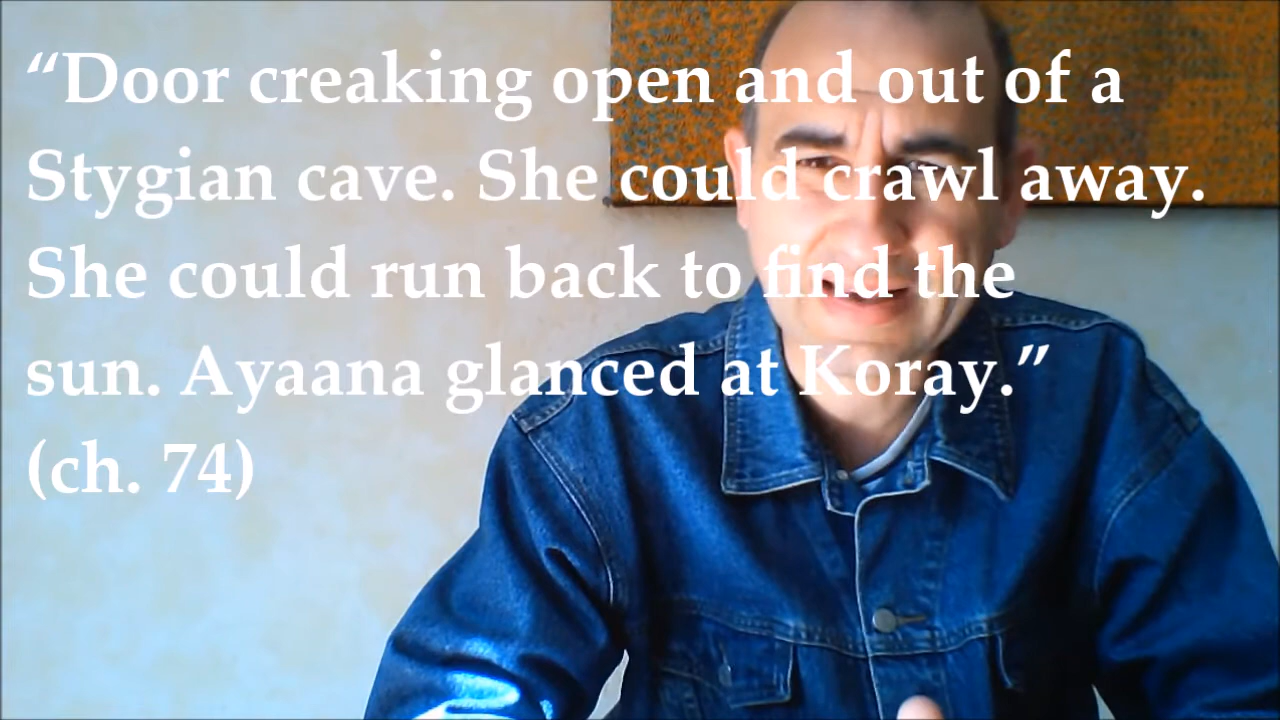 “Door creaking open and out of a
Stygian cave. She could crawl away.
She could run back to find the
sun. Ayaana glanced at Koray.”
(ch. 74)